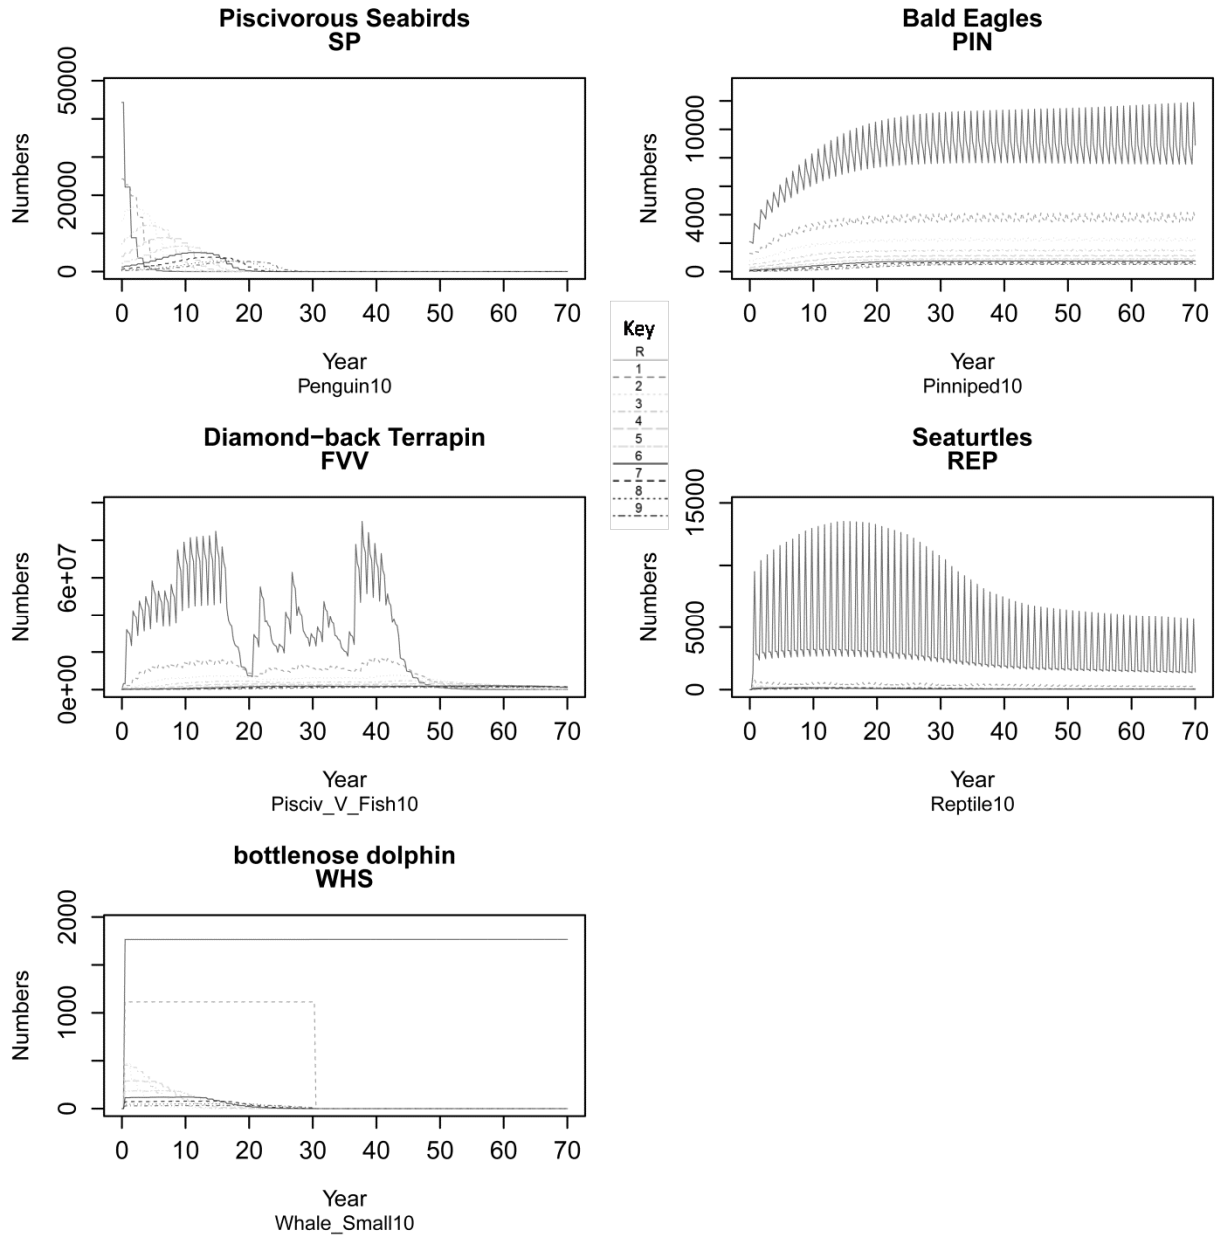 Piscivorous Seabirds
SP
Numbers
50000
20000
0
0 10 20 30 40 50 60 70
Year
Penguin10
Bald Eagles
PIN
Numbers
10000
4000
0
0 10 20 30 40 50 60 70
Year
Pinniped10
Key
R
1
2
3
4
5
6
7
8
9
Diamond−back Terrapin
FVV
Numbers
6e+07
0e+00
0 10 20 30 40 50 60 70
Year
Pisciv_V_Fish10
Seaturtles
REP
Numbers
15000
5000
0
0 10 20 30 40 50 60 70
Year
Reptile10
bottlenose dolphin
WHS
Numbers
2000
1000
0
0 10 20 30 40 50 60 70
Year
Whale_Small10